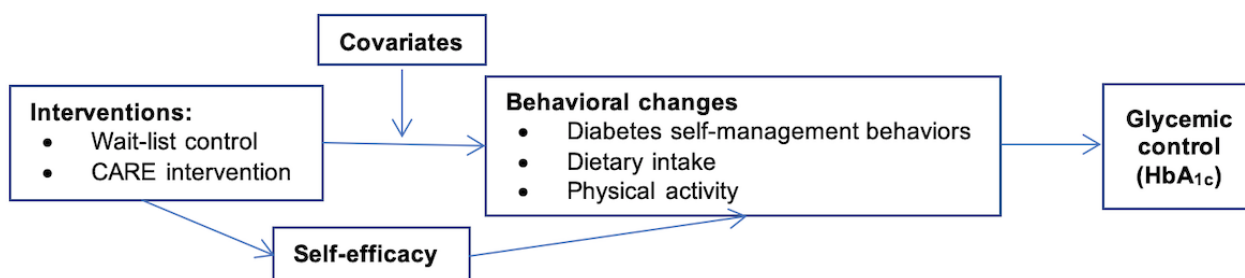 Covariates
Interventions:
• Wait-list control
• CARE intervention
Behavioral changes
• Diabetes self-management behaviors
• Dietary intake
• Physical activity
Glycemic
control
(HbA1c)
Self-efficacy